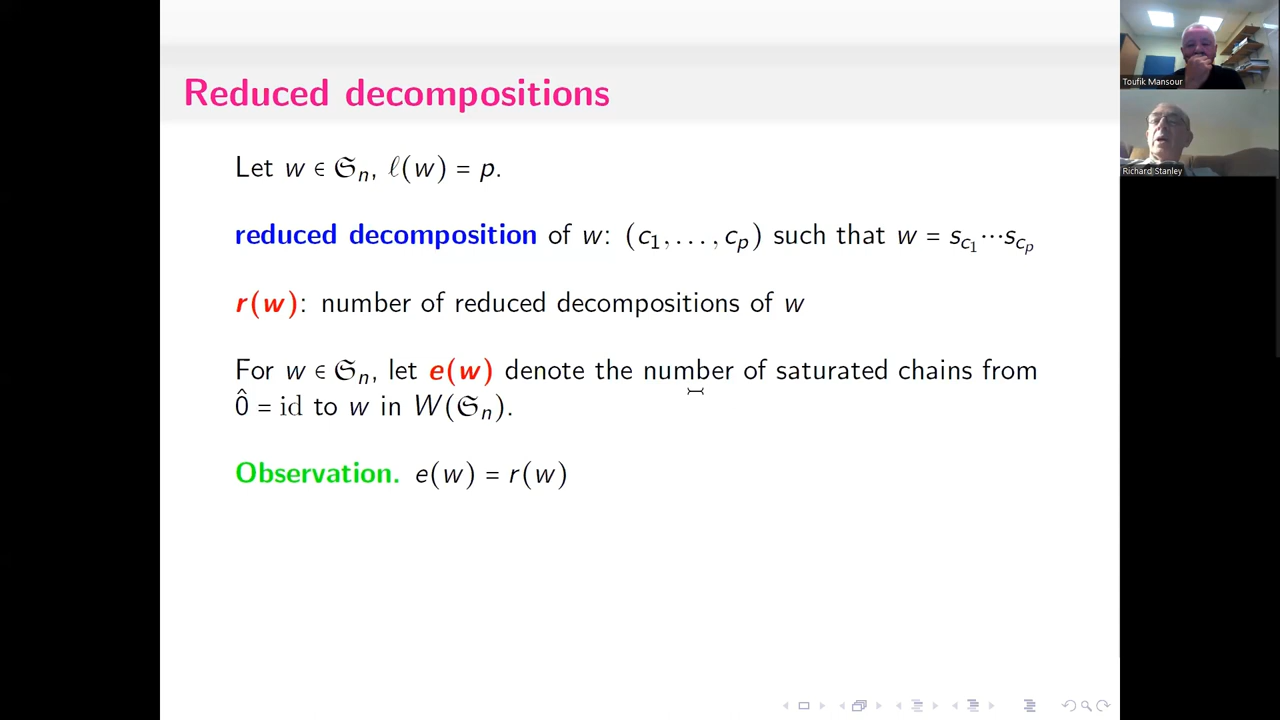 Reduced decompositions
Toufik Mansour
Richard Stanley
Let w ∈ 𝔖ₙ, ℓ(w) = p.
reduced decomposition of w: (c₁, . . . , cₚ) such that w = s_{c₁}⋯s_{cₚ}
r(w): number of reduced decompositions of w
For w ∈ 𝔖ₙ, let e(w) denote the number of saturated chains from
0̂ = id to w in W(𝔖ₙ).
Observation. e(w) = r(w)